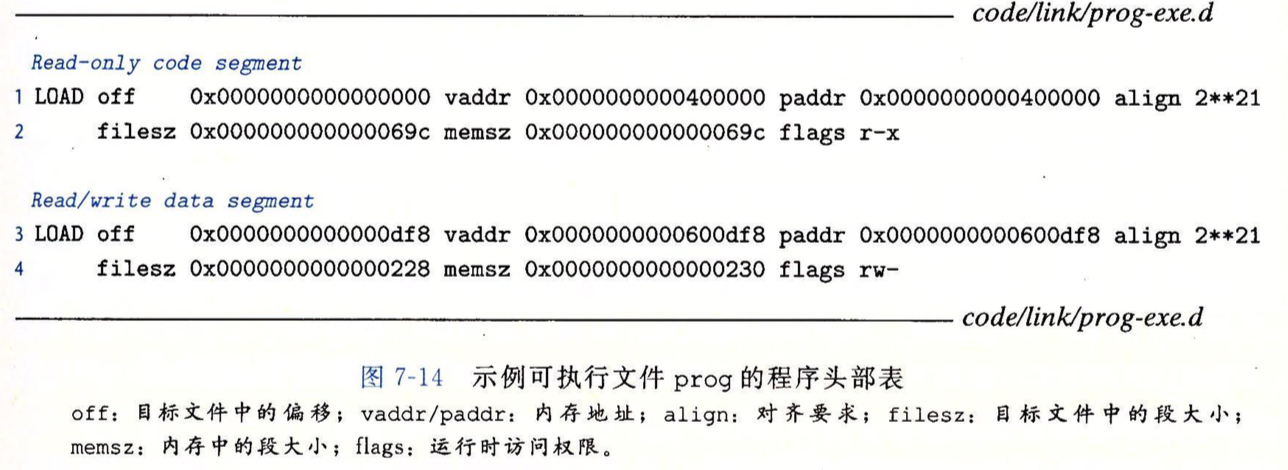 code/link/prog-exe.d
Read-only code segment
1 LOAD off 0x0000000000000000 vaddr 0x0000000000400000 paddr 0x0000000000400000 align 2**21
2 filesz 0x000000000000069c memsz 0x000000000000069c flags r-x
Read/write data segment
3 LOAD off 0x0000000000000df8 vaddr 0x0000000000600df8 paddr 0x0000000000600df8 align 2**21
4 filesz 0x0000000000000228 memsz 0x0000000000000230 flags rw-
code/link/prog-exe.d
图 7-14 示例可执行文件 prog 的程序头部表
off：目标文件中的偏移；vaddr/paddr：内存地址；align：对齐要求；filesz：目标文件中的段大小；
memsz：内存中的段大小；flags：运行时访问权限。